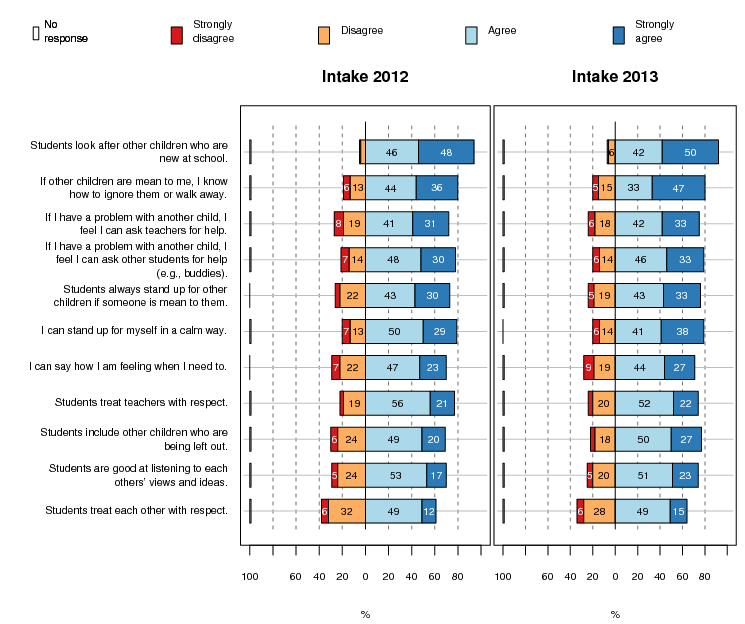 No response
Strongly disagree
Disagree
Agree
Strongly agree
Intake 2012
Intake 2013
Students look after other children who are
new at school.
46 48
6 42 50
If other children are mean to me, I know
how to ignore them or walk away.
6 13 44 36
5 15 33 47
If I have a problem with another child, I
feel I can ask teachers for help.
8 19 41 31
6 18 42 33
If I have a problem with another child, I
feel I can ask other students for help
(e.g., buddies).
7 14 48 30
6 14 46 33
Students always stand up for other
children if someone is mean to them.
22 43 30
5 19 43 33
I can stand up for myself in a calm way.
7 13 50 29
6 14 41 38
I can say how I am feeling when I need to.
7 22 47 23
9 19 44 27
Students treat teachers with respect.
19 56 21
20 52 22
Students include other children who are
being left out.
6 24 49 20
18 50 27
Students are good at listening to each
others' views and ideas.
5 24 53 17
5 20 51 23
Students treat each other with respect.
6 32 49 12
6 28 49 15
100 60 40 20 0 20 40 60 80
100 60 40 20 0 20 40 60 80
%
%